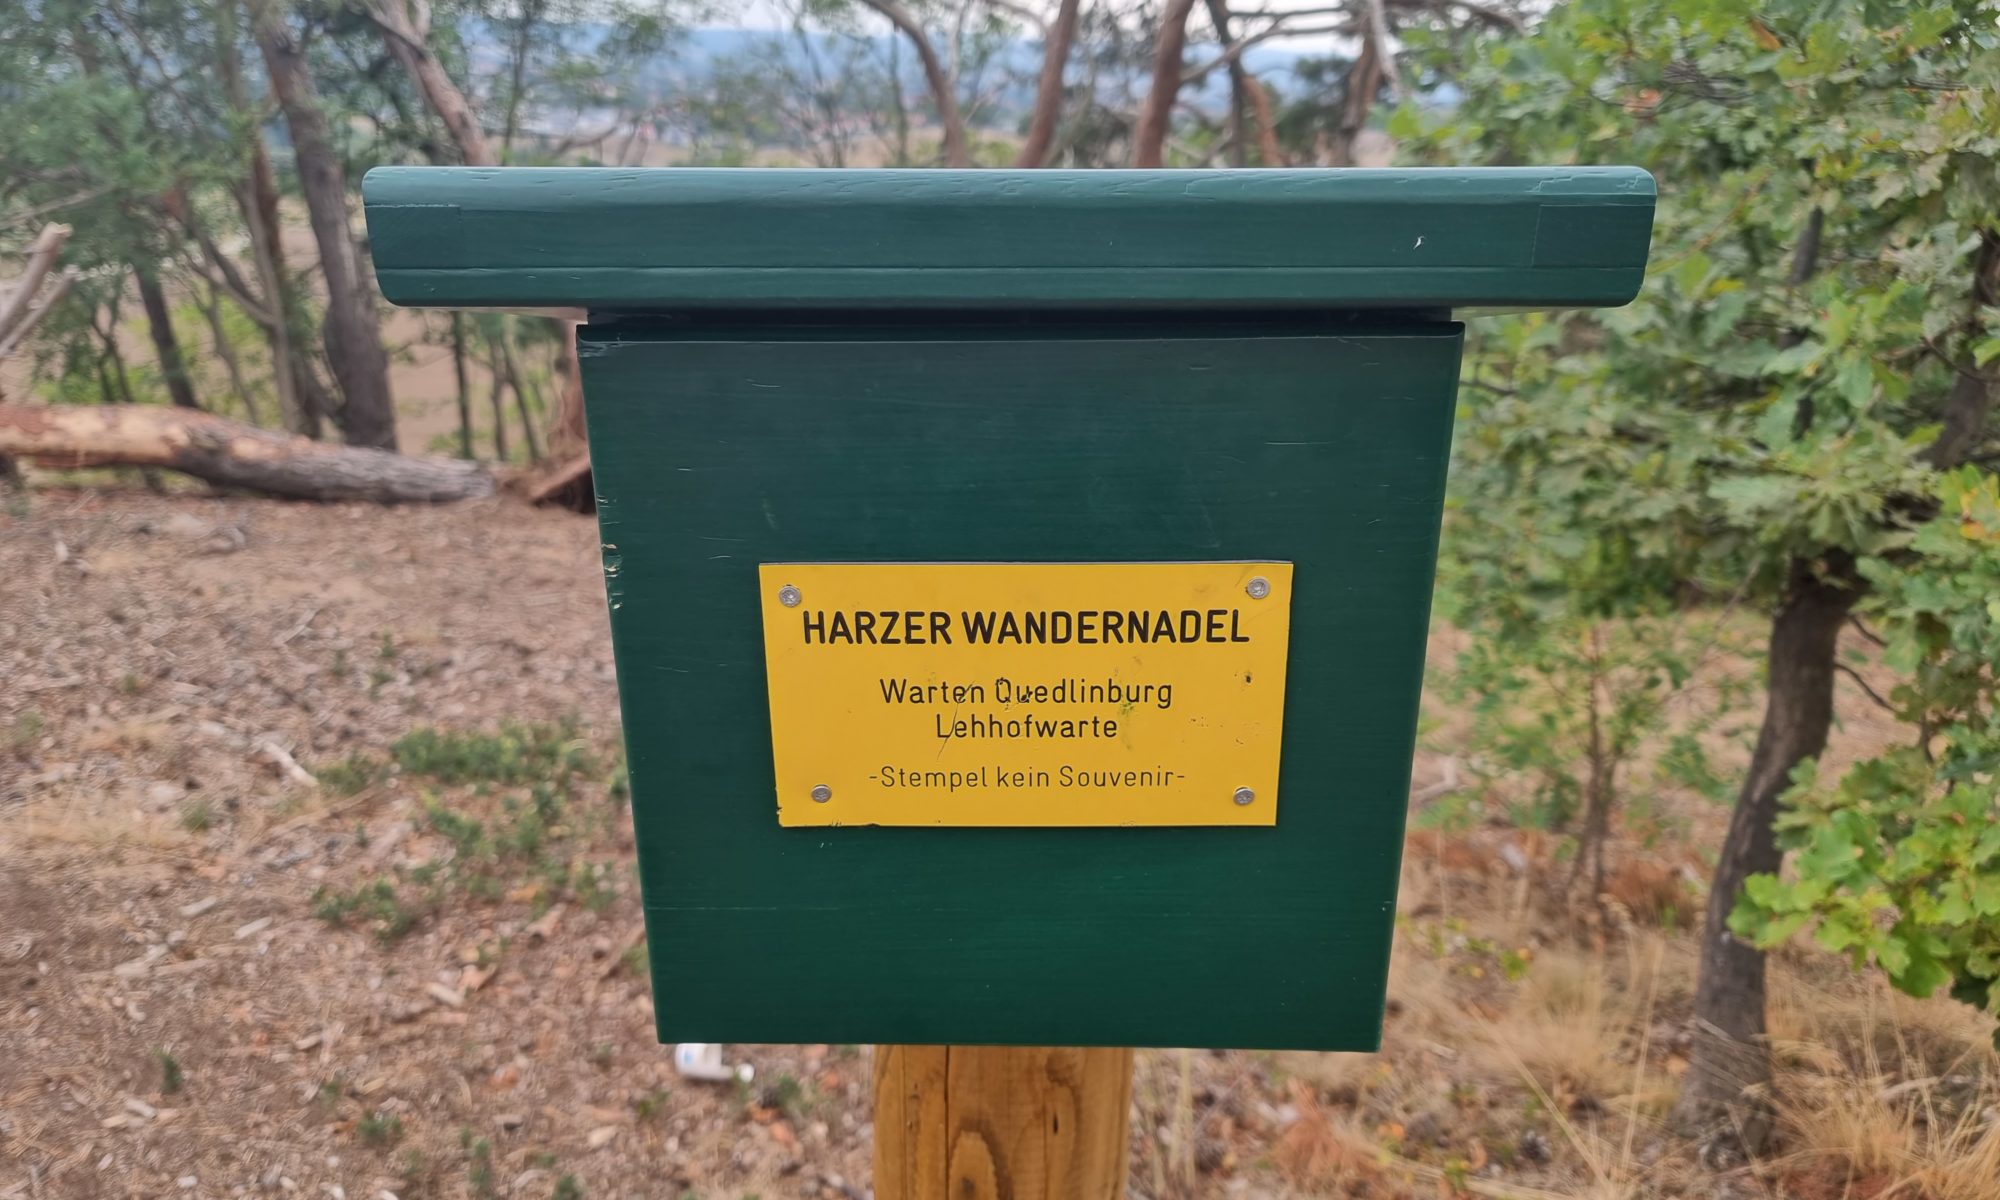 HARZER WANDERNADEL
Warten Quedlinburg
Lehhofwarte
-Stempel kein Souvenir-